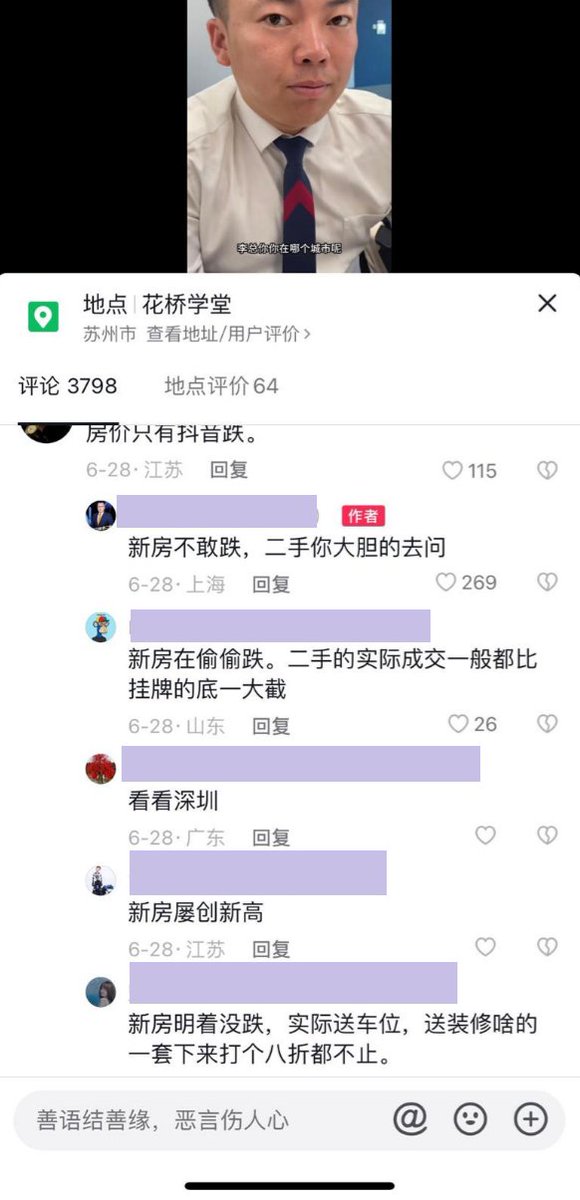 李总你你在哪个城市呢
地点 | 花桥学堂
苏州市 查看地址/用户评价>
评论 3798 地点评价 64
房价只有抖音跌。
6-28·江苏 回复 115
作者
新房不敢跌，二手你大胆的去问
6-28·上海 回复 269
新房在偷偷跌。二手的实际成交一般都比
挂牌的底一大截
6-28·山东 回复 26
看看深圳
6-28·广东 回复
新房屡创新高
6-28·江苏 回复
新房明着没跌，实际送车位，送装修啥的
一套下来打个八折都不止。
善语结善缘，恶言伤人心